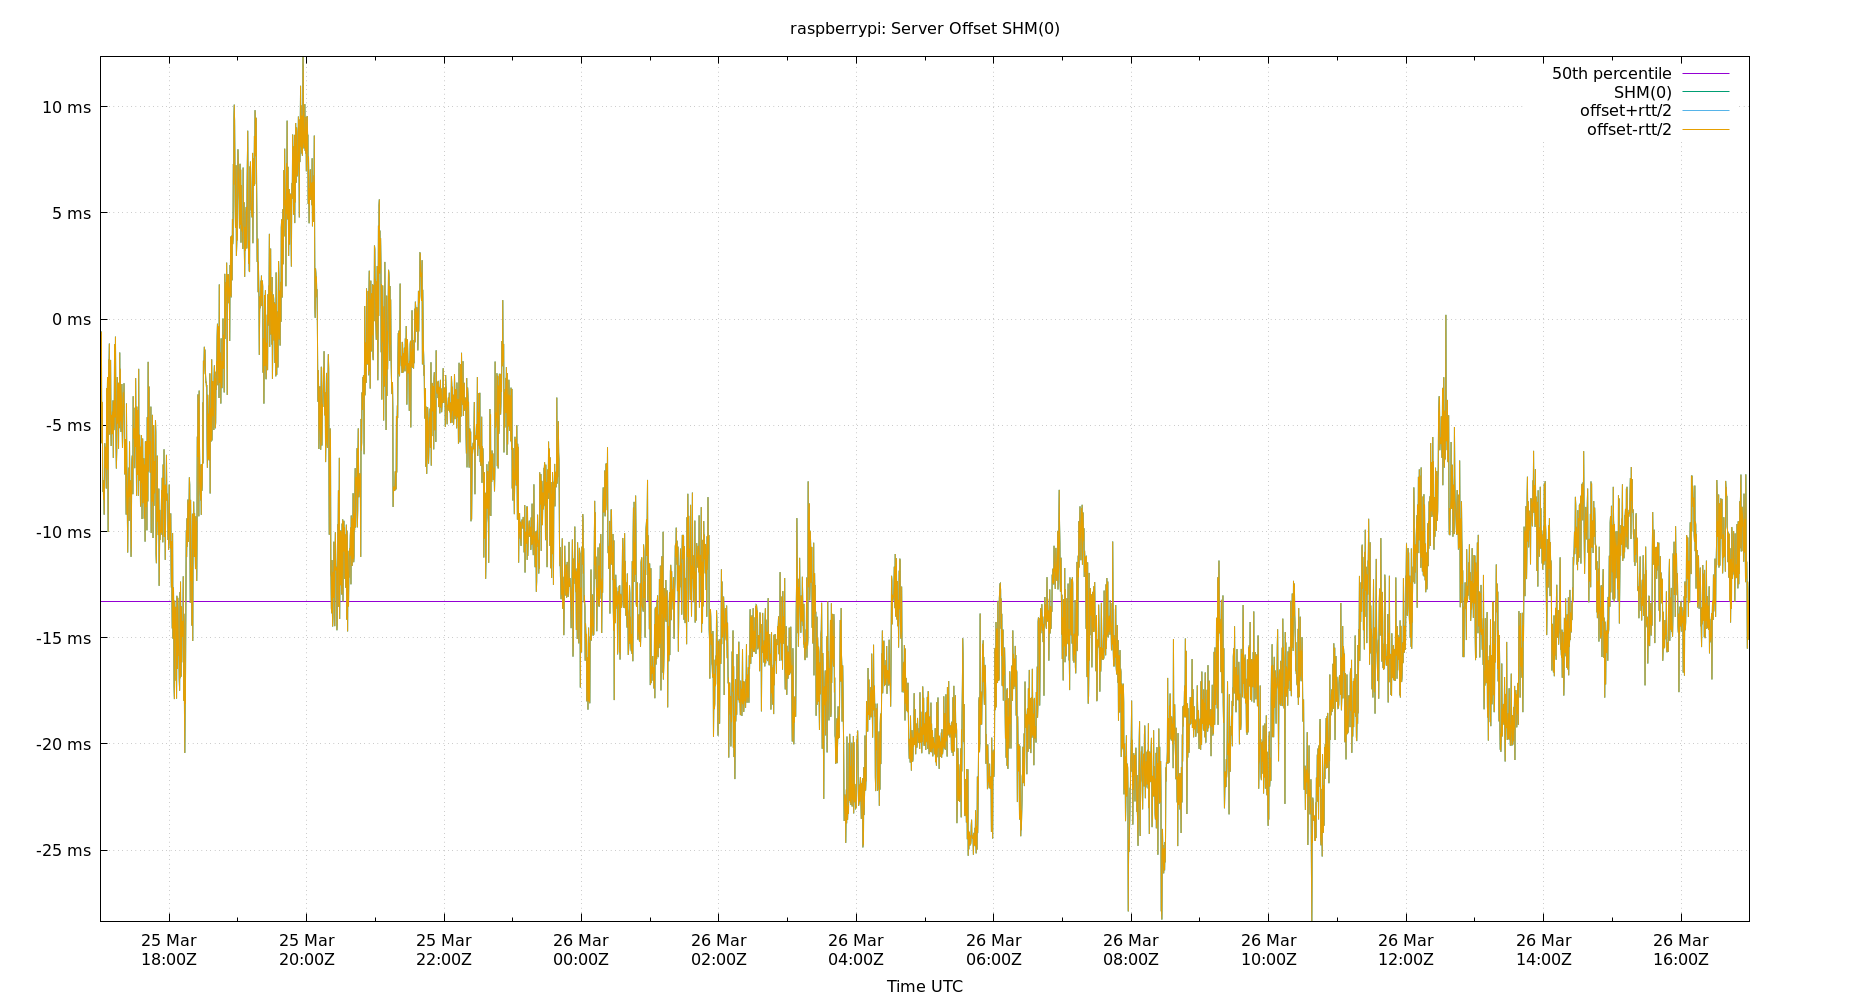 raspberrypi: Server Offset SHM(0)
50th percentile
SHM(0)
offset+rtt/2
offset-rtt/2
10 ms
5 ms
0 ms
-5 ms
-10 ms
-15 ms
-20 ms
-25 ms
25 Mar 25 Mar 25 Mar 26 Mar 26 Mar 26 Mar 26 Mar 26 Mar 26 Mar 26 Mar 26 Mar 26 Mar
18:00Z 20:00Z 22:00Z 00:00Z 02:00Z 04:00Z 06:00Z 08:00Z 10:00Z 12:00Z 14:00Z 16:00Z
Time UTC